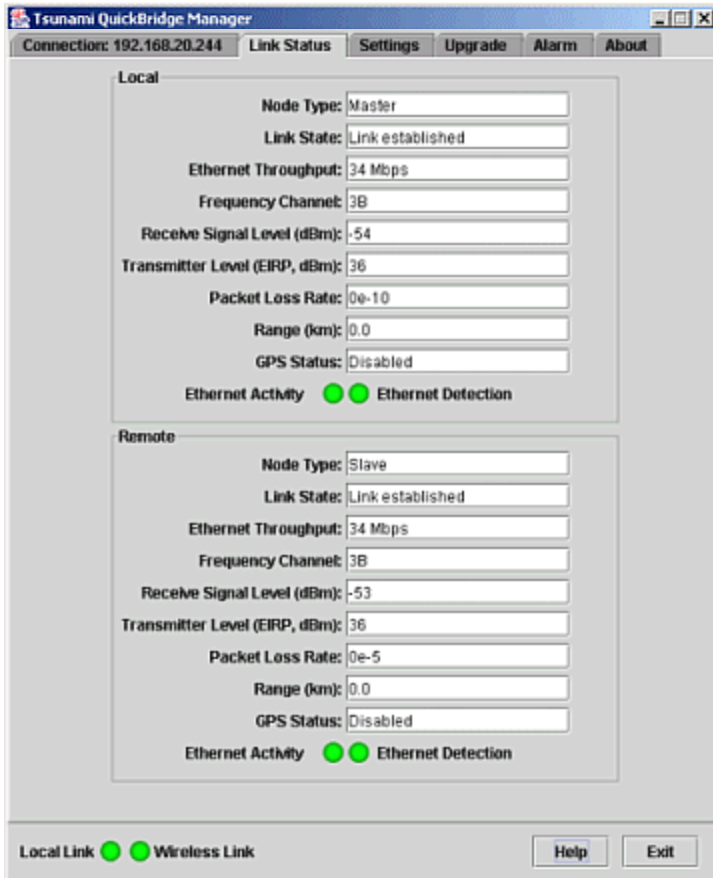 Tsunami QuickBridge Manager
Connection: 192.168.20.244 Link Status Settings Upgrade Alarm About
Local
Node Type: Master
Link State: Link established
Ethernet Throughput: 34 Mbps
Frequency Channel: 3B
Receive Signal Level (dBm): -54
Transmitter Level (EIRP, dBm): 36
Packet Loss Rate: 0e-10
Range (km): 0.0
GPS Status: Disabled
Ethernet Activity Ethernet Detection
Remote
Node Type: Slave
Link State: Link established
Ethernet Throughput: 34 Mbps
Frequency Channel: 3B
Receive Signal Level (dBm): -53
Transmitter Level (EIRP, dBm): 36
Packet Loss Rate: 0e-5
Range (km): 0.0
GPS Status: Disabled
Ethernet Activity Ethernet Detection
Local Link Wireless Link Help Exit